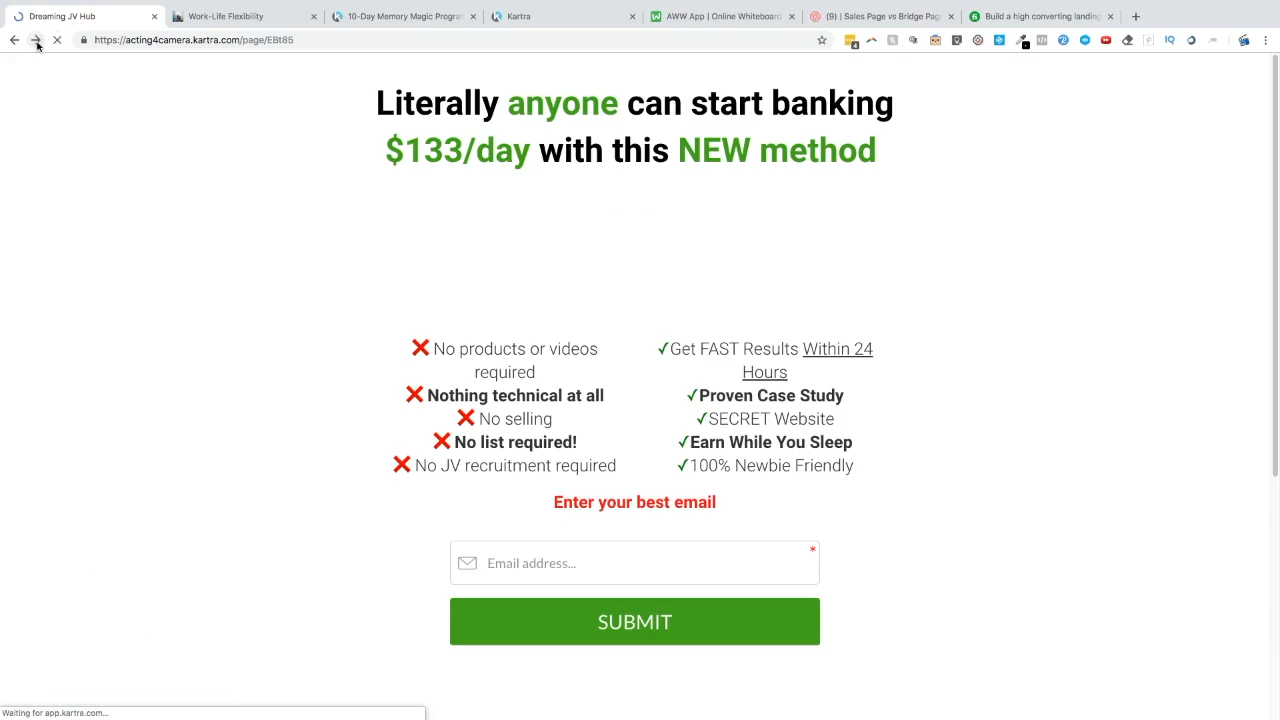 Dreaming JV Hub
Work-Life Flexibility
10-Day Memory Magic Program
Kartra
AWW App | Online Whiteboard
(9) | Sales Page vs Bridge Pag
Build a high converting landing
https://acting4camera.kartra.com/page/EBt85
Literally anyone can start banking
$133/day with this NEW method
❌ No products or videos
required
❌ Nothing technical at all
❌ No selling
❌ No list required!
❌ No JV recruitment required
✓Get FAST Results Within 24
Hours
✓Proven Case Study
✓SECRET Website
✓Earn While You Sleep
✓100% Newbie Friendly
Enter your best email
Email address...
*
SUBMIT
Waiting for app.kartra.com...